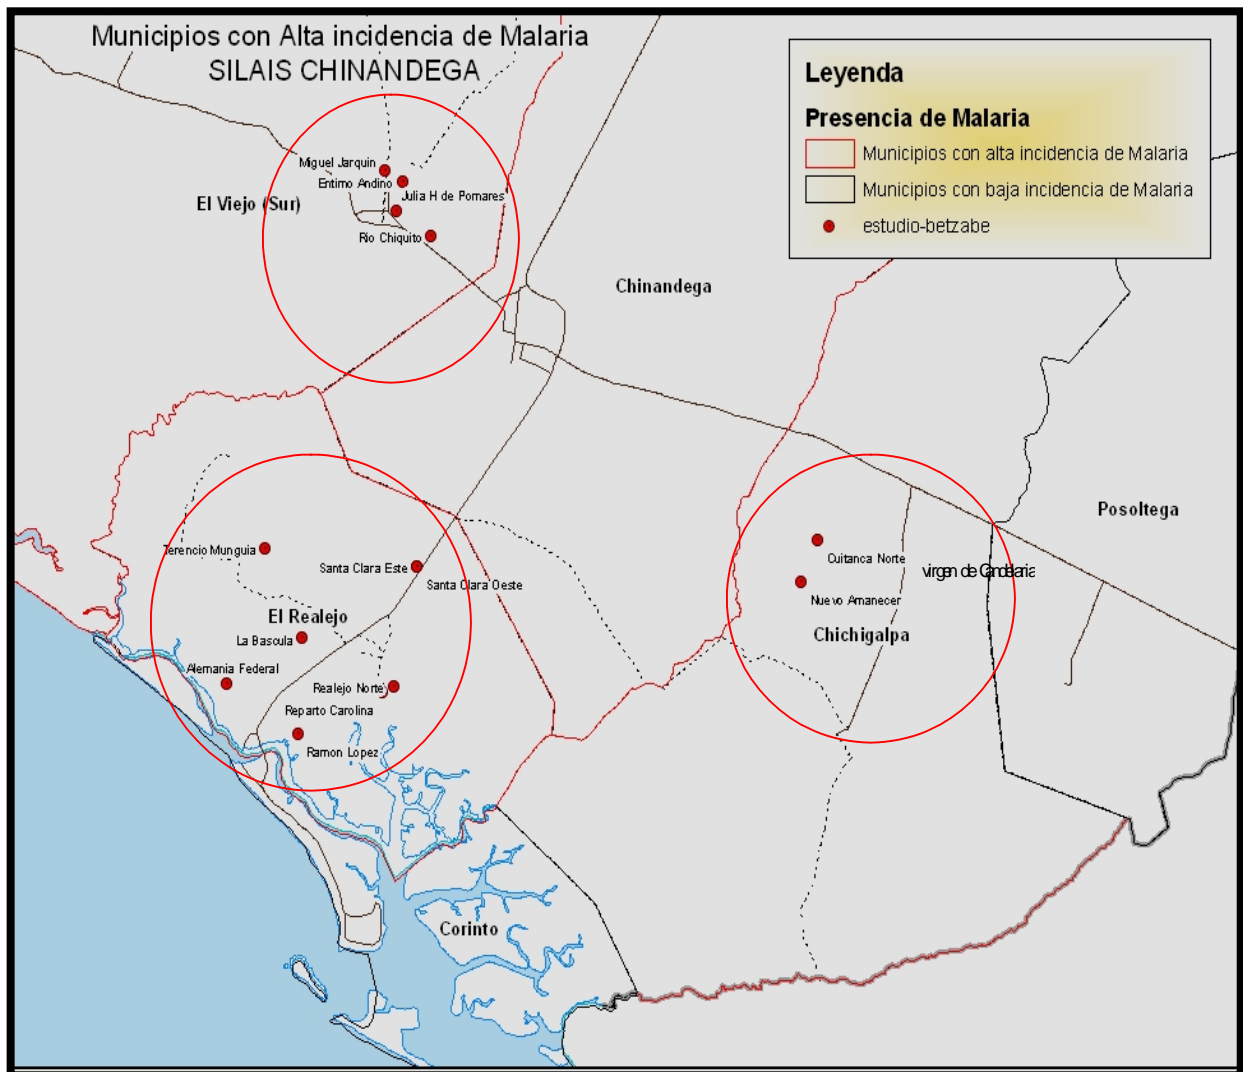 Municipios con Alta incidencia de Malaria
SILAIS CHINANDEGA
Leyenda
Presencia de Malaria
Municipios con alta incidencia de Malaria
Municipios con baja incidencia de Malaria
estudio-betzabe
Miguel Jarquin
Entimo Andino
Julia H de Pomares
El Viejo (Sur)
Rio Chiquito
Chinandega
Posoltega
Terencio Munguia
Santa Clara Este
Santa Clara Oeste
Cuitanca Norte
virgen de Candelaria
Nuevo Amanecer
El Realejo
Chichigalpa
La Bascula
Alemania Federal
Realejo Norte
Reparto Carolina
Ramon Lopez
Corinto